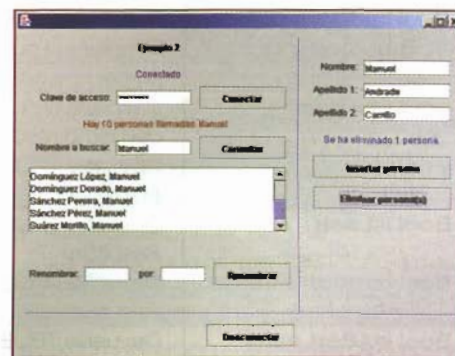 Ejemplo 2
Conectado
Clave de acceso:
Conectar
Hay 10 personas llamadas Manuel
Nombre a buscar: Manuel
Consultar
Domínguez López, Manuel
Domínguez Dorado, Manuel
Sánchez Pereira, Manuel
Sánchez Pérez, Manuel
Suárez Morillo, Manuel
Renombrar: por:
Renombrar
Nombre: Manuel
Apellido 1: Andrade
Apellido 2: Carrillo
Se ha eliminado 1 persona
Insertar persona
Eliminar persona(s)
Desconectar